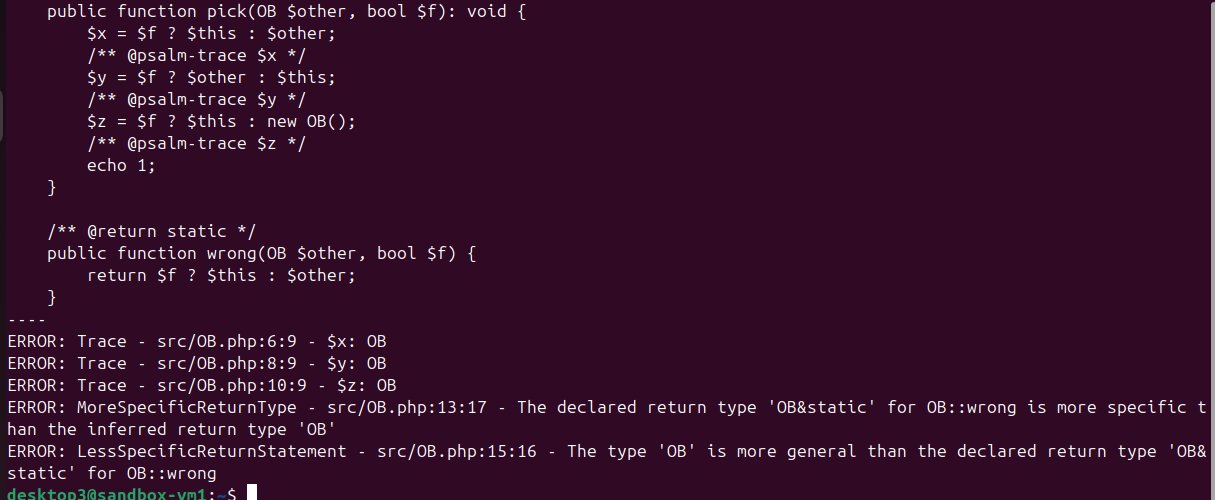 public function pick(OB $other, bool $f): void {
        $x = $f ? $this : $other;
        /** @psalm-trace $x */
        $y = $f ? $other : $this;
        /** @psalm-trace $y */
        $z = $f ? $this : new OB();
        /** @psalm-trace $z */
        echo 1;
    }

    /** @return static */
    public function wrong(OB $other, bool $f) {
        return $f ? $this : $other;
    }
----
ERROR: Trace - src/OB.php:6:9 - $x: OB
ERROR: Trace - src/OB.php:8:9 - $y: OB
ERROR: Trace - src/OB.php:10:9 - $z: OB
ERROR: MoreSpecificReturnType - src/OB.php:13:17 - The declared return type 'OB&static' for OB::wrong is more specific t
han the inferred return type 'OB'
ERROR: LessSpecificReturnStatement - src/OB.php:15:16 - The type 'OB' is more general than the declared return type 'OB&
static' for OB::wrong
desktop3@sandbox-vm1:~$